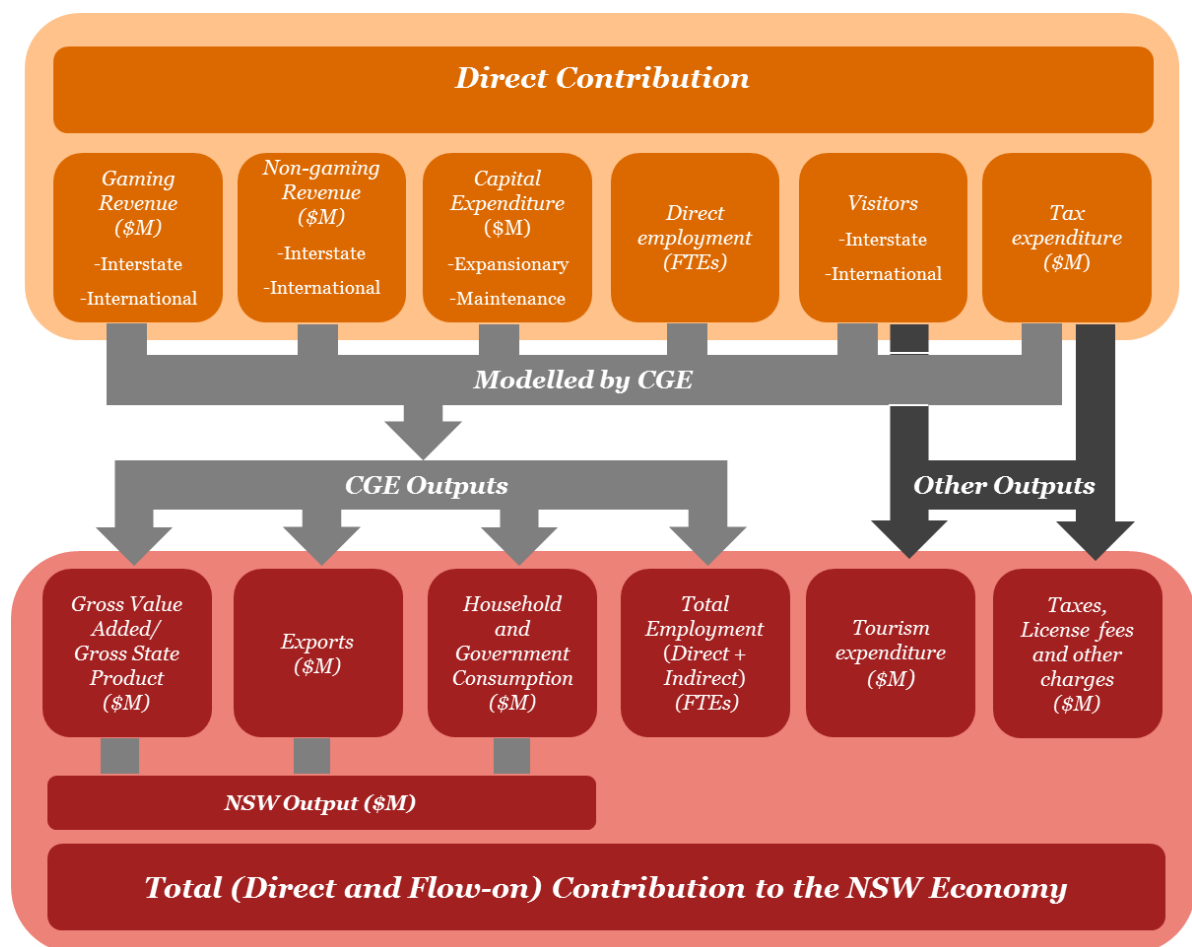 Direct Contribution
Gaming
Revenue
($M)
-Interstate
-International
Non-gaming
Revenue
($M)
-Interstate
-International
Capital
Expenditure
($M)
-Expansionary
-Maintenance
Direct
employment
(FTEs)
Visitors
-Interstate
-International
Tax
expenditure
($M)
Modelled by CGE
CGE Outputs
Other Outputs
Gross Value
Added/
Gross State
Product
($M)
Exports
($M)
Household
and
Government
Consumption
($M)
Total
Employment
(Direct +
Indirect)
(FTEs)
Tourism
expenditure
($M)
Taxes,
License fees
and other
charges
($M)
NSW Output ($M)
Total (Direct and Flow-on) Contribution to the NSW Economy